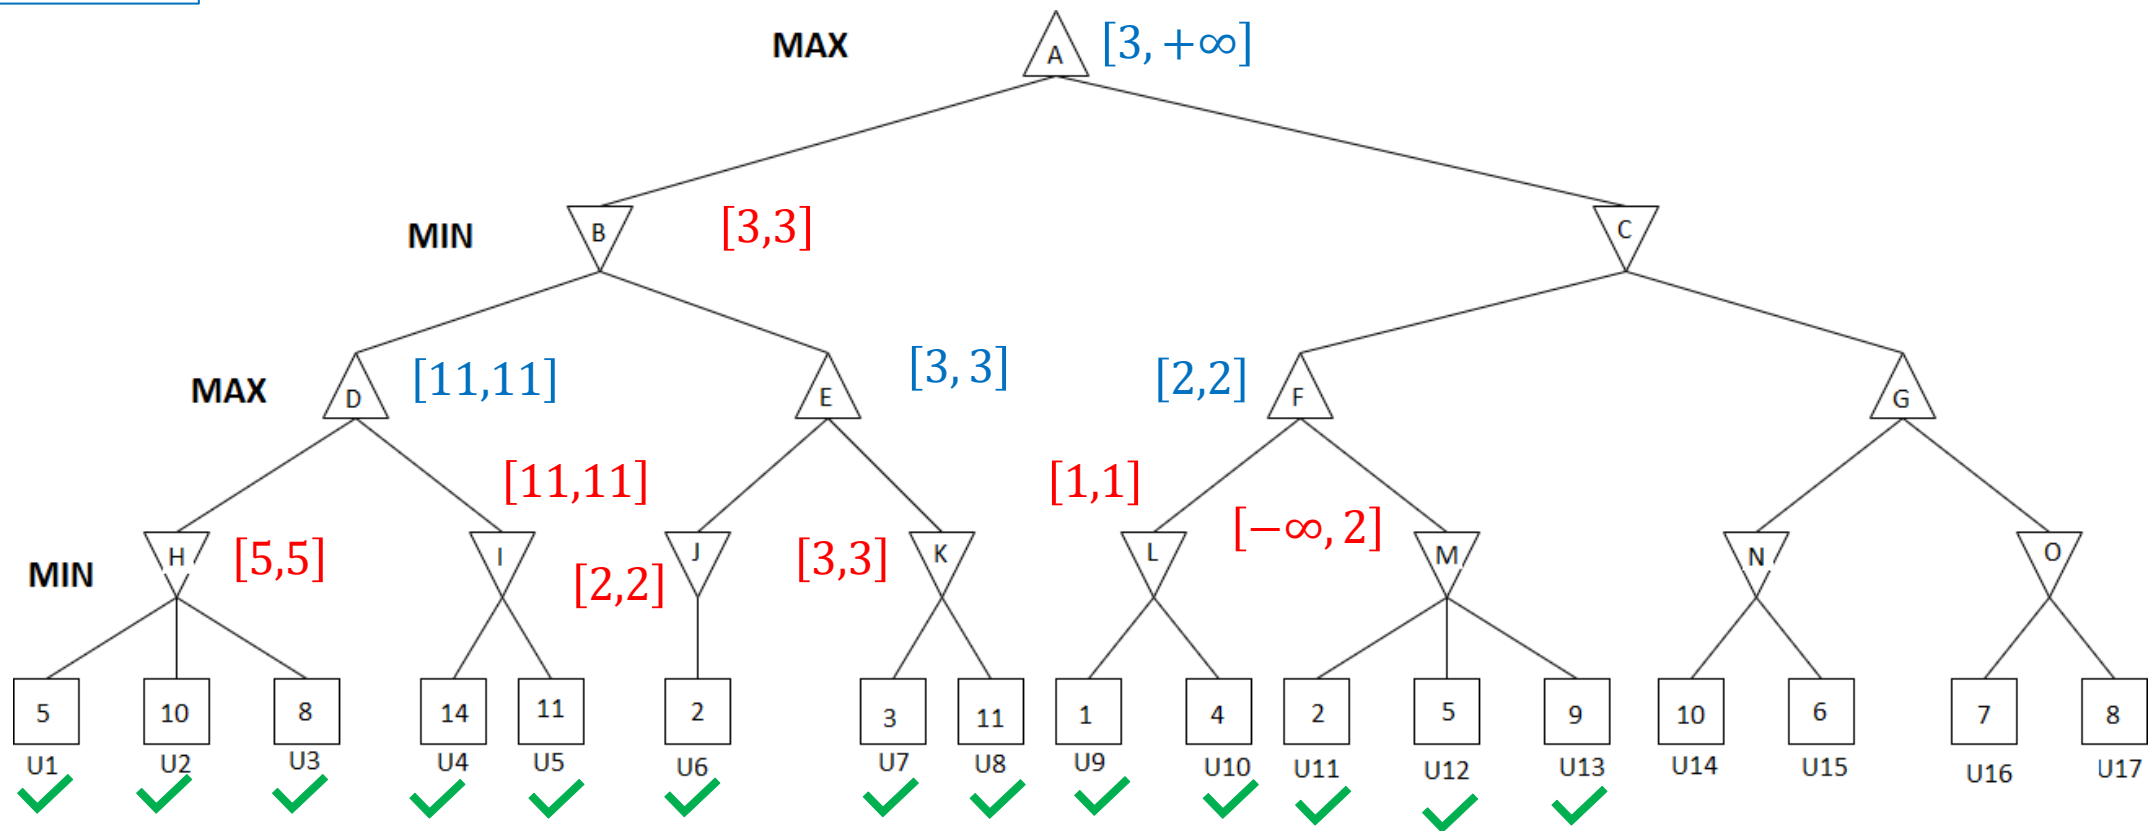 MAX A [3, +∞]
MIN B [3,3] C
MAX D [11,11] E [3, 3] [2,2] F G
[11,11] [1,1]
MIN H [5,5] I [2,2] J [3,3] K L [−∞, 2] M N O
5 10 8 14 11 2 3 11 1 4 2 5 9 10 6 7 8
U1 U2 U3 U4 U5 U6 U7 U8 U9 U10 U11 U12 U13 U14 U15 U16 U17